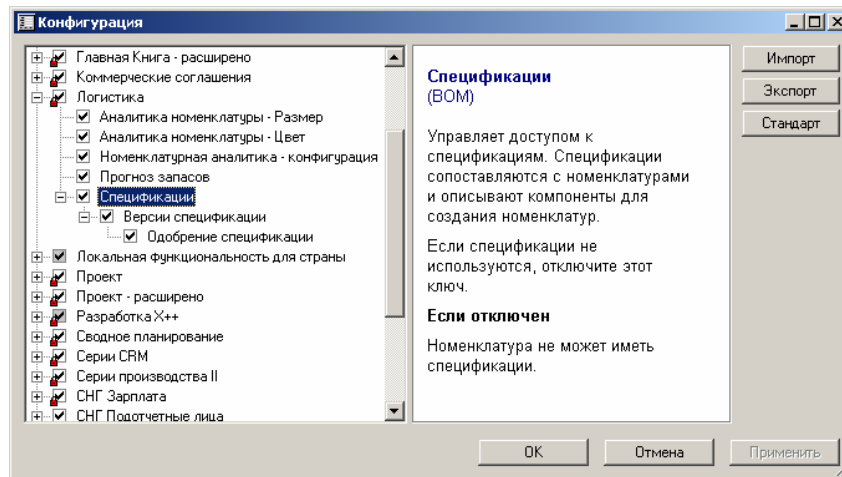 Конфигурация
Главная Книга - расширено
Коммерческие соглашения
Логистика
Аналитика номенклатуры - Размер
Аналитика номенклатуры - Цвет
Номенклатурная аналитика - конфигурация
Прогноз запасов
Спецификации
Версии спецификации
Одобрение спецификации
Локальная функциональность для страны
Проект
Проект - расширено
Разработка X++
Сводное планирование
Серии CRM
Серии производства II
СНГ Зарплата
СНГ Подотчетные лица
Спецификации
(BOM)
Управляет доступом к
спецификациям. Спецификации
сопоставляются с номенклатурами
и описывают компоненты для
создания номенклатур.
Если спецификации не
используются, отключите этот
ключ.
Если отключен
Номенклатура не может иметь
спецификации.
Импорт
Экспорт
Стандарт
OK
Отмена
Применить